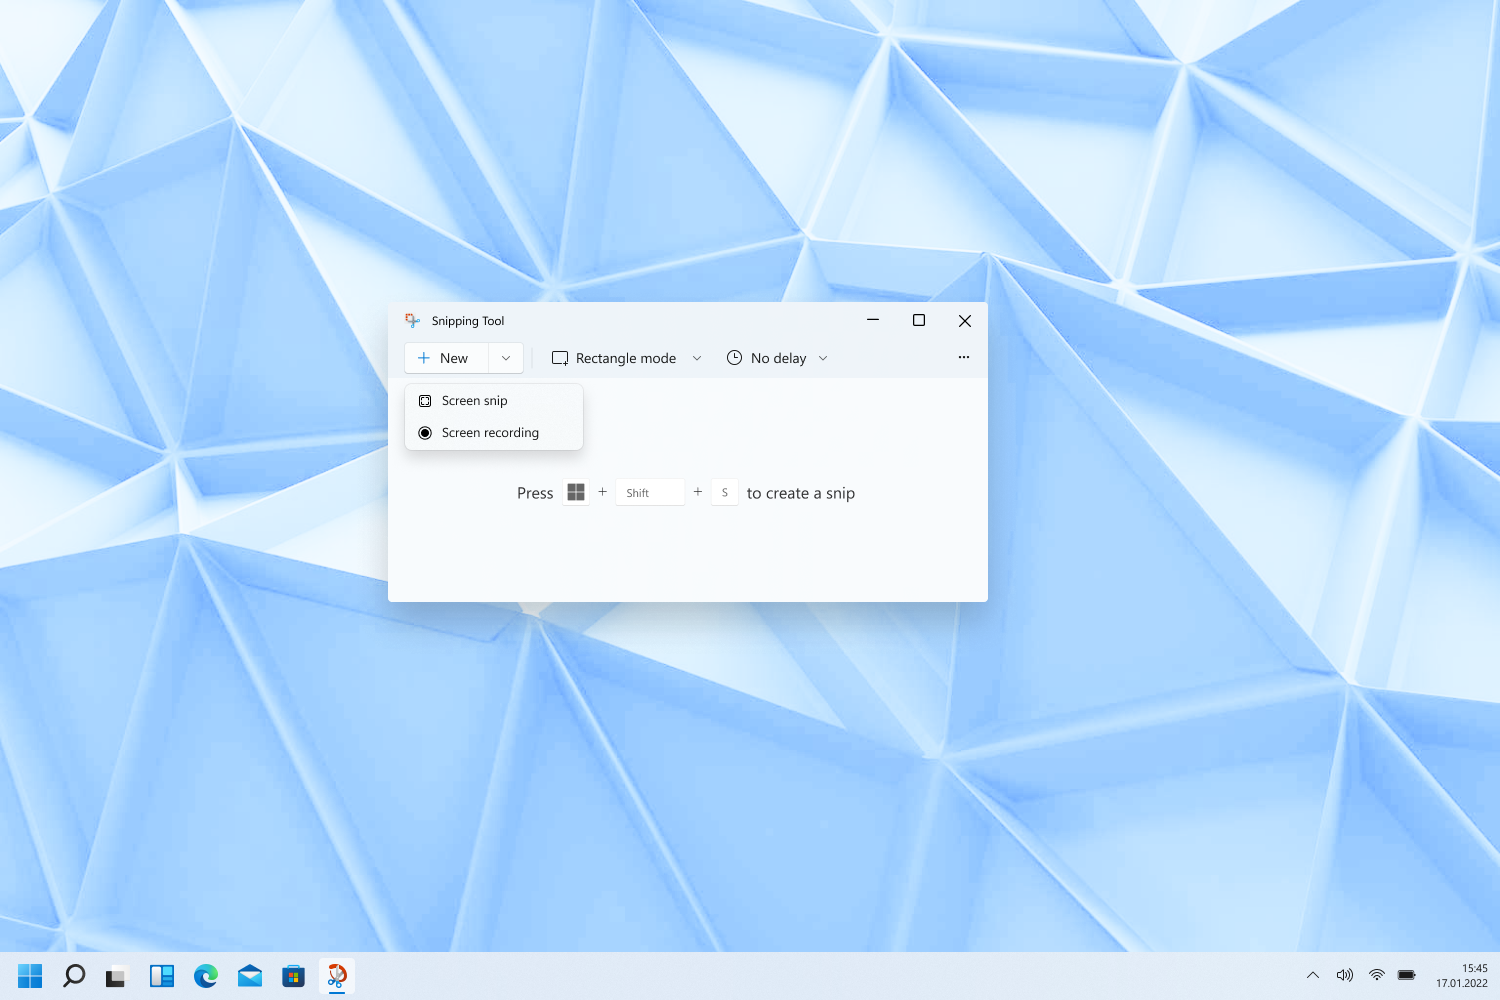 Snipping Tool
New
Rectangle mode
No delay
Screen snip
Screen recording
Press + Shift + S to create a snip
15:45
17.01.2022